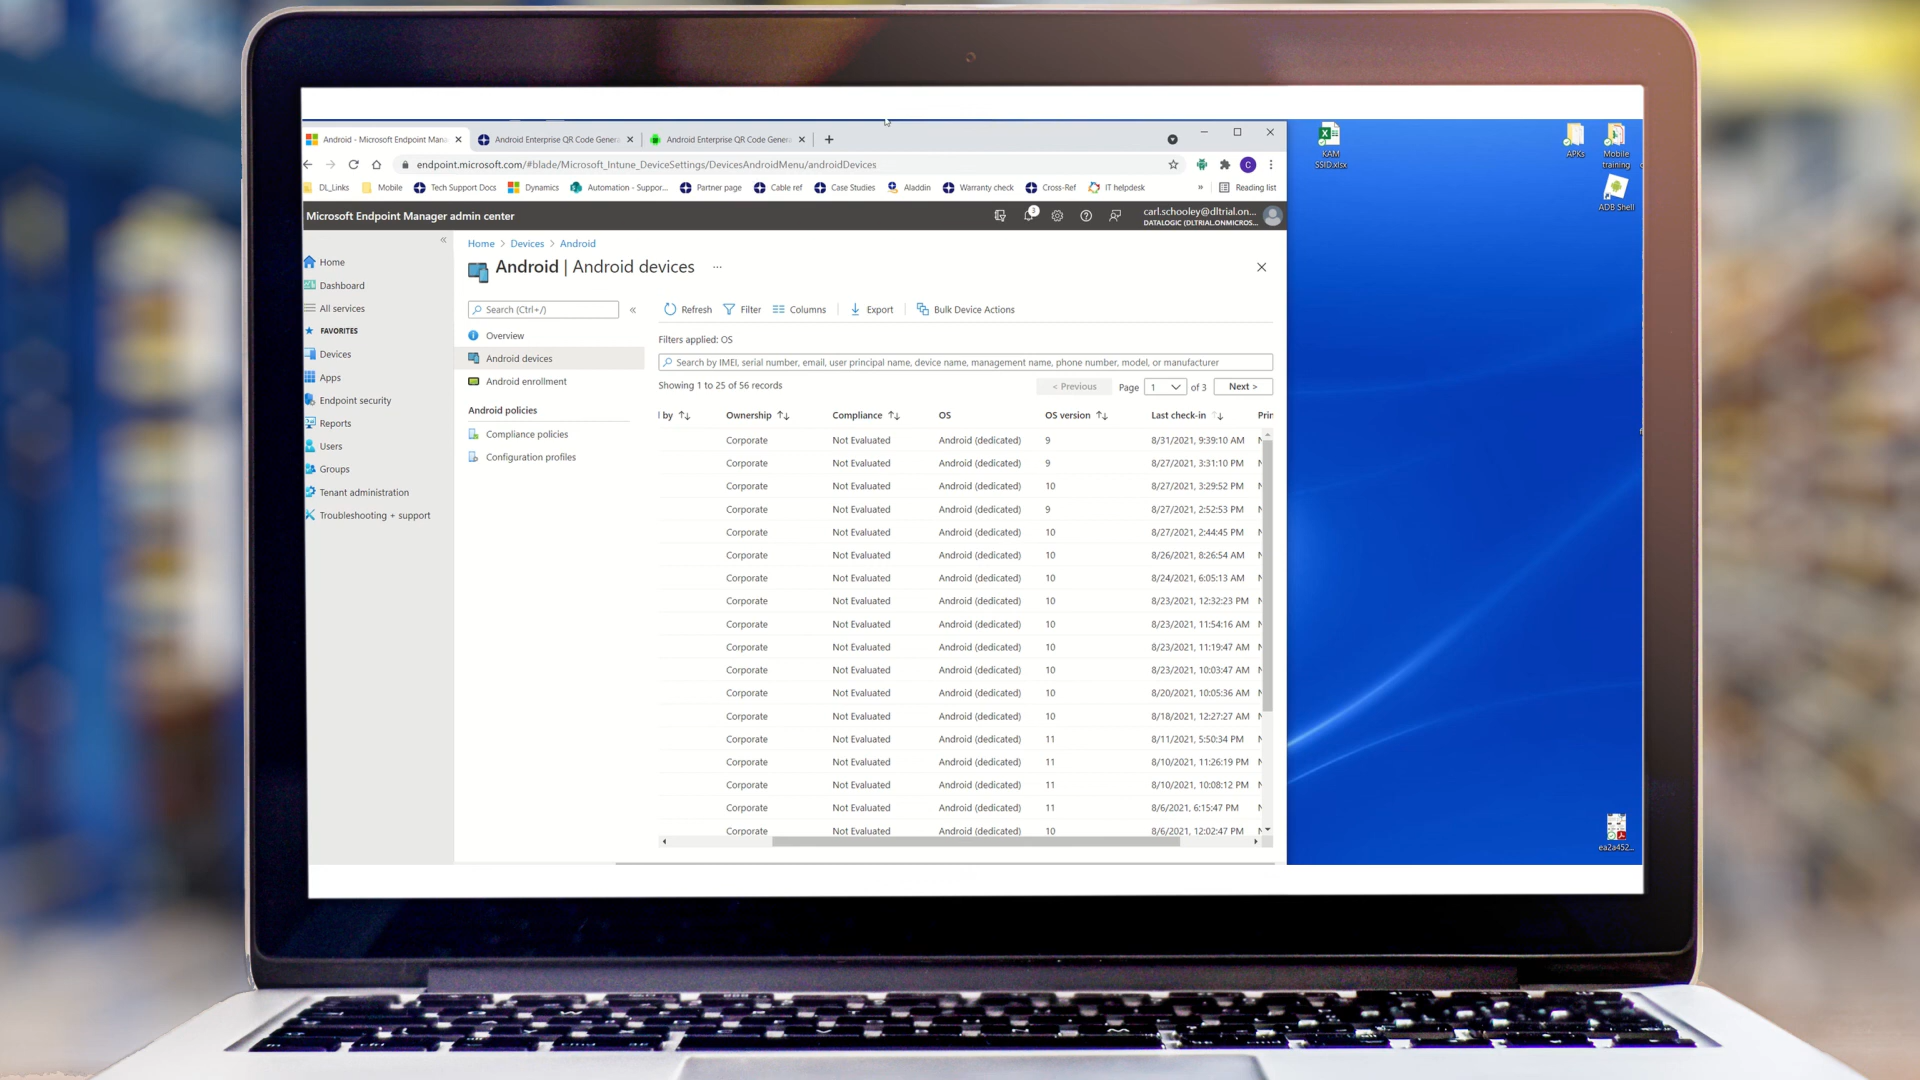 Android - Microsoft Endpoint Mana
Android Enterprise QR Code Gener
Android Enterprise QR Code Gener
endpoint.microsoft.com/#blade/Microsoft_Intune_DeviceSettings/DevicesAndroidMenu/androidDevices
C
DL_Links Mobile Tech Support Docs Dynamics Automation - Suppor... Partner page Cable ref Case Studies Aladdin Warranty check Cross-Ref IT helpdesk » Reading list
Microsoft Endpoint Manager admin center
carl.schooley@dltrial.on...
DATALOGIC (DLTRIAL.ONMICROS...
Home > Devices > Android
Android | Android devices ...
Home
Dashboard
All services
FAVORITES
Devices
Apps
Endpoint security
Reports
Users
Groups
Tenant administration
Troubleshooting + support
Search (Ctrl+/)
Overview
Android devices
Android enrollment
Android policies
Compliance policies
Configuration profiles
Refresh Filter Columns Export Bulk Device Actions
Filters applied: OS
Search by IMEI, serial number, email, user principal name, device name, management name, phone number, model, or manufacturer
Showing 1 to 25 of 56 records
< Previous Page 1 of 3 Next >
l by Ownership Compliance OS OS version Last check-in Prin
Corporate Not Evaluated Android (dedicated) 9 8/31/2021, 9:39:10 AM
Corporate Not Evaluated Android (dedicated) 9 8/27/2021, 3:31:10 PM
Corporate Not Evaluated Android (dedicated) 10 8/27/2021, 3:29:52 PM
Corporate Not Evaluated Android (dedicated) 9 8/27/2021, 2:52:53 PM
Corporate Not Evaluated Android (dedicated) 10 8/27/2021, 2:44:45 PM
Corporate Not Evaluated Android (dedicated) 10 8/26/2021, 8:26:54 AM
Corporate Not Evaluated Android (dedicated) 10 8/24/2021, 6:05:13 AM
Corporate Not Evaluated Android (dedicated) 10 8/23/2021, 12:32:23 PM
Corporate Not Evaluated Android (dedicated) 10 8/23/2021, 11:54:16 AM
Corporate Not Evaluated Android (dedicated) 10 8/23/2021, 11:19:47 AM
Corporate Not Evaluated Android (dedicated) 10 8/23/2021, 10:03:47 AM
Corporate Not Evaluated Android (dedicated) 10 8/20/2021, 10:05:36 AM
Corporate Not Evaluated Android (dedicated) 10 8/18/2021, 12:27:27 AM
Corporate Not Evaluated Android (dedicated) 11 8/11/2021, 5:50:34 PM
Corporate Not Evaluated Android (dedicated) 11 8/10/2021, 11:26:19 PM
Corporate Not Evaluated Android (dedicated) 11 8/10/2021, 10:08:12 PM
Corporate Not Evaluated Android (dedicated) 11 8/6/2021, 6:15:47 PM
Corporate Not Evaluated Android (dedicated) 10 8/6/2021, 12:02:47 PM
KAM
SSID.xlsx
APKs
Mobile
training
ADB Shell
ea2a452...